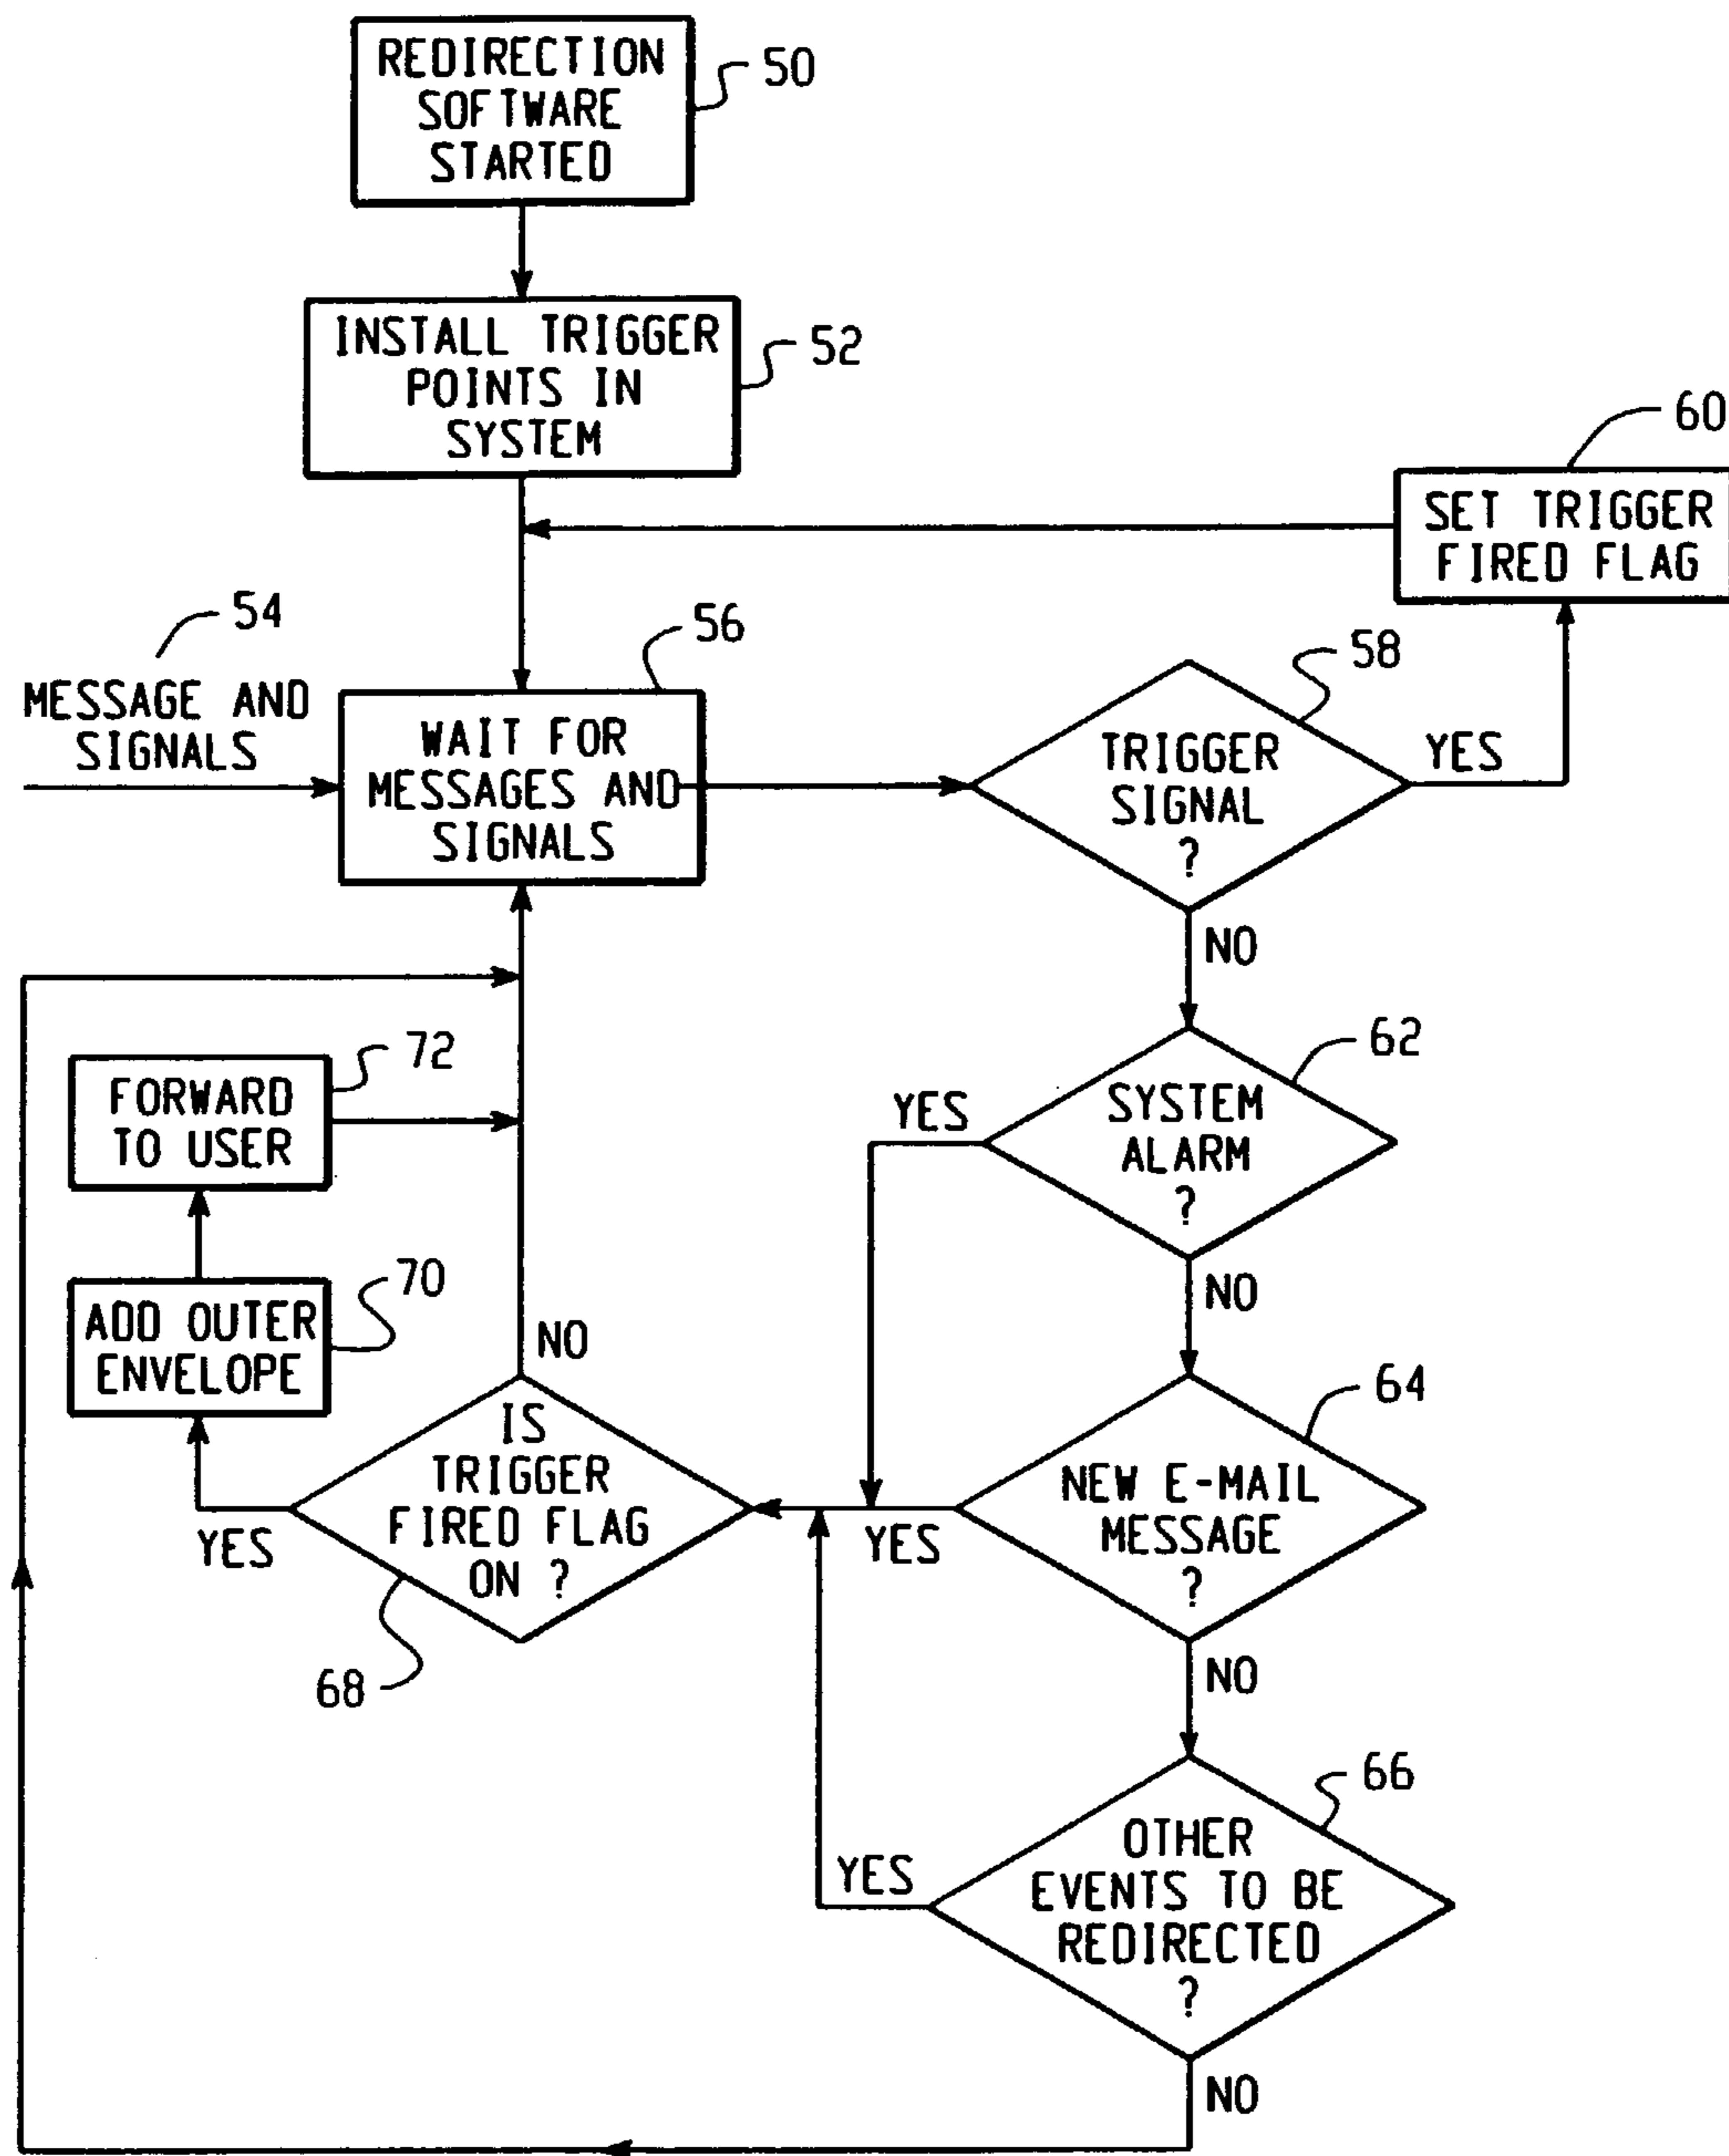 REDIRECTION
SOFTWARE
STARTED
50
INSTALL TRIGGER
POINTS IN
SYSTEM
52
60
SET TRIGGER
FIRED FLAG
54
MESSAGE AND
SIGNALS
56
WAIT FOR
MESSAGES AND
SIGNALS
58
TRIGGER
SIGNAL
?
YES
NO
62
SYSTEM
ALARM
?
YES
NO
72
FORWARD
TO USER
70
ADD OUTER
ENVELOPE
NO
64
NEW E-MAIL
MESSAGE
?
YES
NO
IS
TRIGGER
FIRED FLAG
ON ?
YES
68
66
OTHER
EVENTS TO BE
REDIRECTED
?
YES
NO